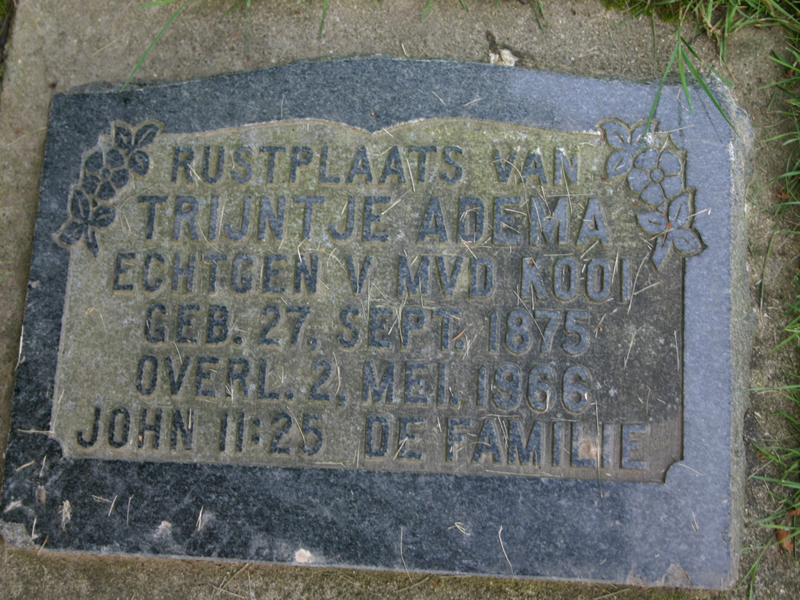 RUSTPLAATS VAN
TRIJNTJE ADEMA
ECHTGEN V MVD KOOI
GEB. 27. SEPT. 1875
OVERL. 2. MEI. 1966
JOHN 11:25 DE FAMILIE